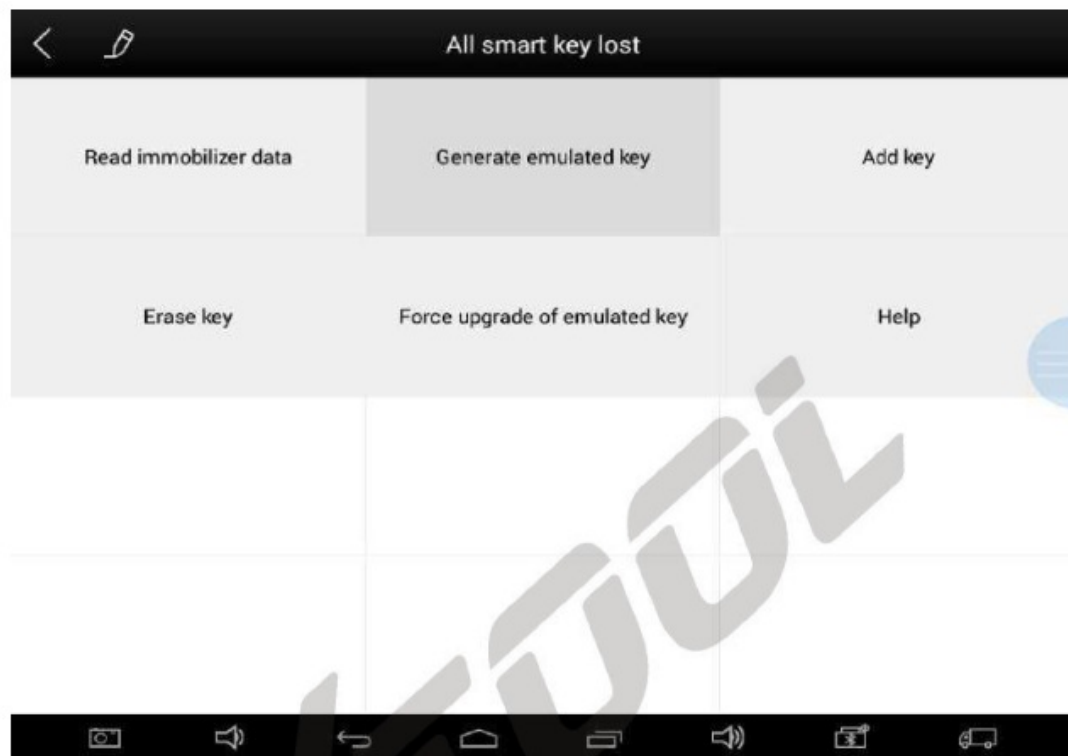 All smart key lost
Read immobilizer data
Generate emulated key
Add key
Erase key
Force upgrade of emulated key
Help